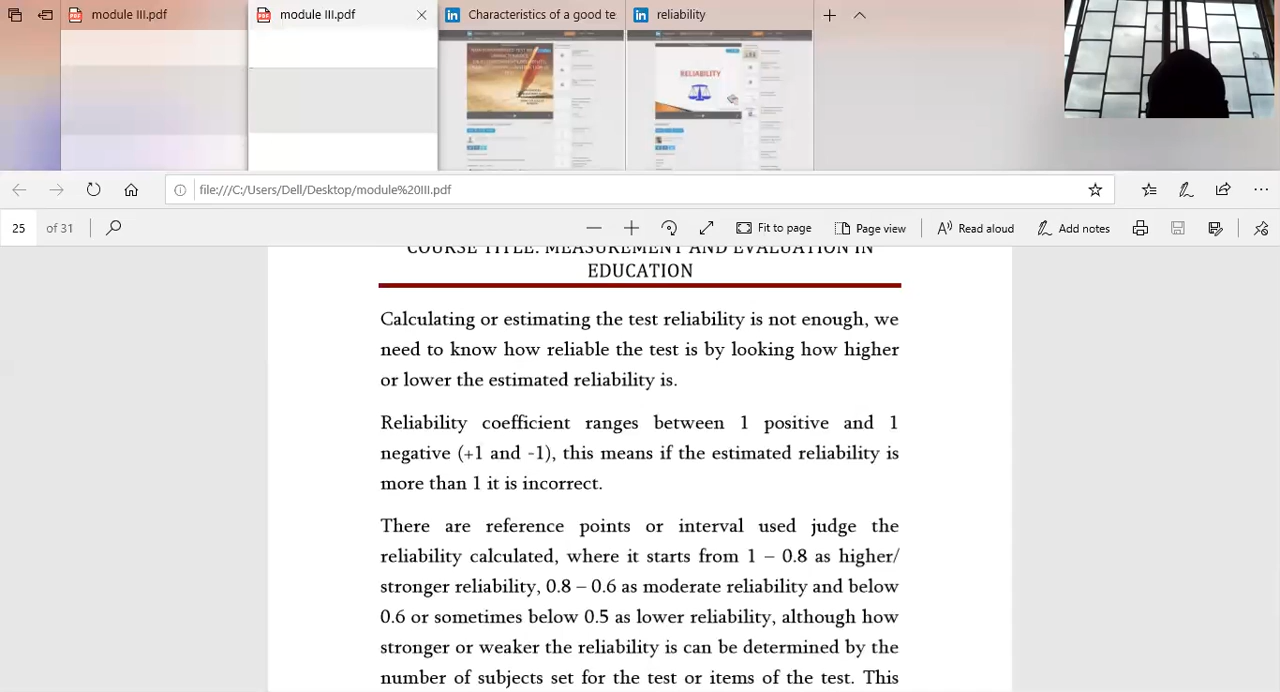 module III.pdf
module III.pdf
Characteristics of a good te
reliability
RELIABILITY
file:///C:/Users/Dell/Desktop/module%20III.pdf
25 of 31
Fit to page
Page view
Read aloud
Add notes
COURSE TITLE: MEASUREMENT AND EVALUATION IN
EDUCATION
Calculating or estimating the test reliability is not enough, we
need to know how reliable the test is by looking how higher
or lower the estimated reliability is.
Reliability coefficient ranges between 1 positive and 1
negative (+1 and -1), this means if the estimated reliability is
more than 1 it is incorrect.
There are reference points or interval used judge the
reliability calculated, where it starts from 1 – 0.8 as higher/
stronger reliability, 0.8 – 0.6 as moderate reliability and below
0.6 or sometimes below 0.5 as lower reliability, although how
stronger or weaker the reliability is can be determined by the
number of subjects set for the test or items of the test. This